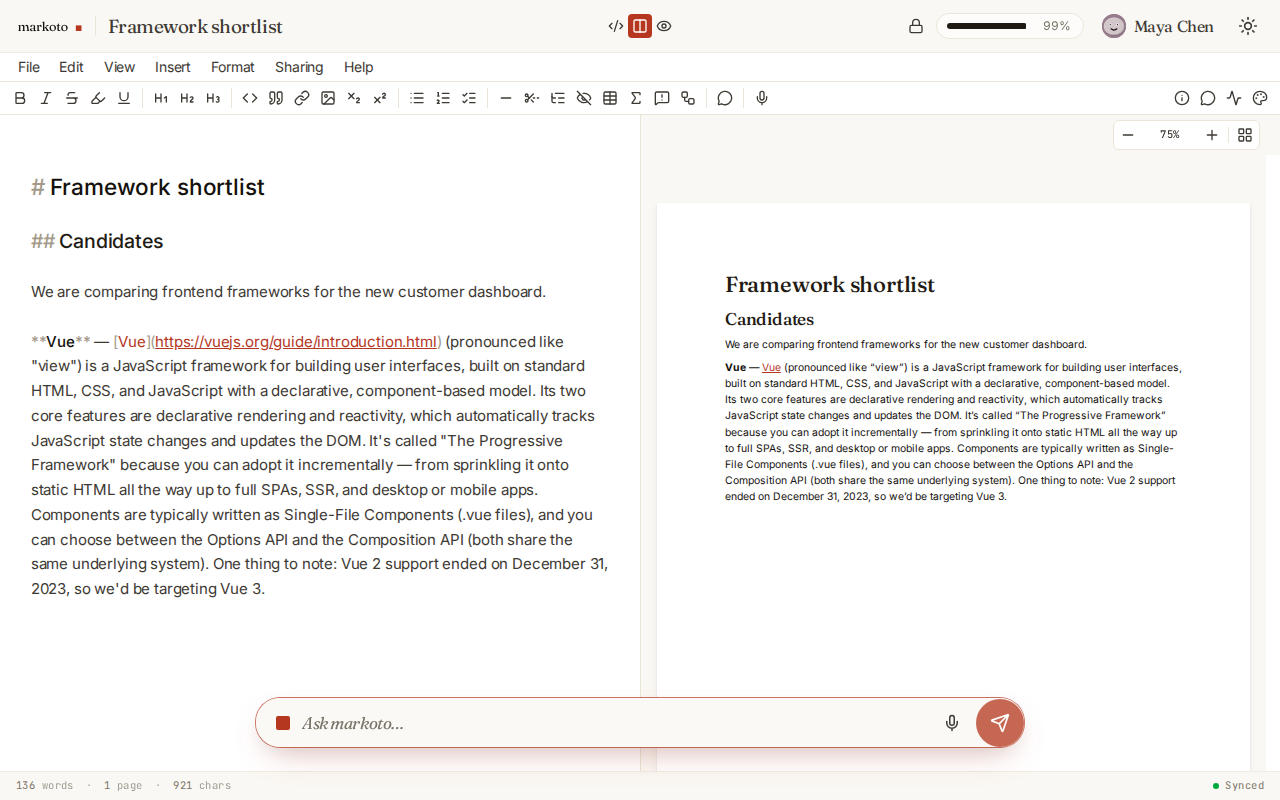 markoto
Framework shortlist
99%
Maya Chen
File Edit View Insert Format Sharing Help
H1 H2 H3
75%
# Framework shortlist
## Candidates
We are comparing frontend frameworks for the new customer dashboard.
**Vue** — [Vue](https://vuejs.org/guide/introduction.html) (pronounced like
"view") is a JavaScript framework for building user interfaces, built on standard
HTML, CSS, and JavaScript with a declarative, component-based model. Its two
core features are declarative rendering and reactivity, which automatically tracks
JavaScript state changes and updates the DOM. It's called "The Progressive
Framework" because you can adopt it incrementally — from sprinkling it onto
static HTML all the way up to full SPAs, SSR, and desktop or mobile apps.
Components are typically written as Single-File Components (.vue files), and you
can choose between the Options API and the Composition API (both share the
same underlying system). One thing to note: Vue 2 support ended on December 31,
2023, so we'd be targeting Vue 3.
Framework shortlist
Candidates
We are comparing frontend frameworks for the new customer dashboard.
Vue — Vue (pronounced like “view”) is a JavaScript framework for building user interfaces,
built on standard HTML, CSS, and JavaScript with a declarative, component-based model.
Its two core features are declarative rendering and reactivity, which automatically tracks
JavaScript state changes and updates the DOM. It’s called “The Progressive Framework”
because you can adopt it incrementally — from sprinkling it onto static HTML all the way up
to full SPAs, SSR, and desktop or mobile apps. Components are typically written as Single-
File Components (.vue files), and you can choose between the Options API and the
Composition API (both share the same underlying system). One thing to note: Vue 2 support
ended on December 31, 2023, so we’d be targeting Vue 3.
Ask markoto...
136 words · 1 page · 921 chars
Synced